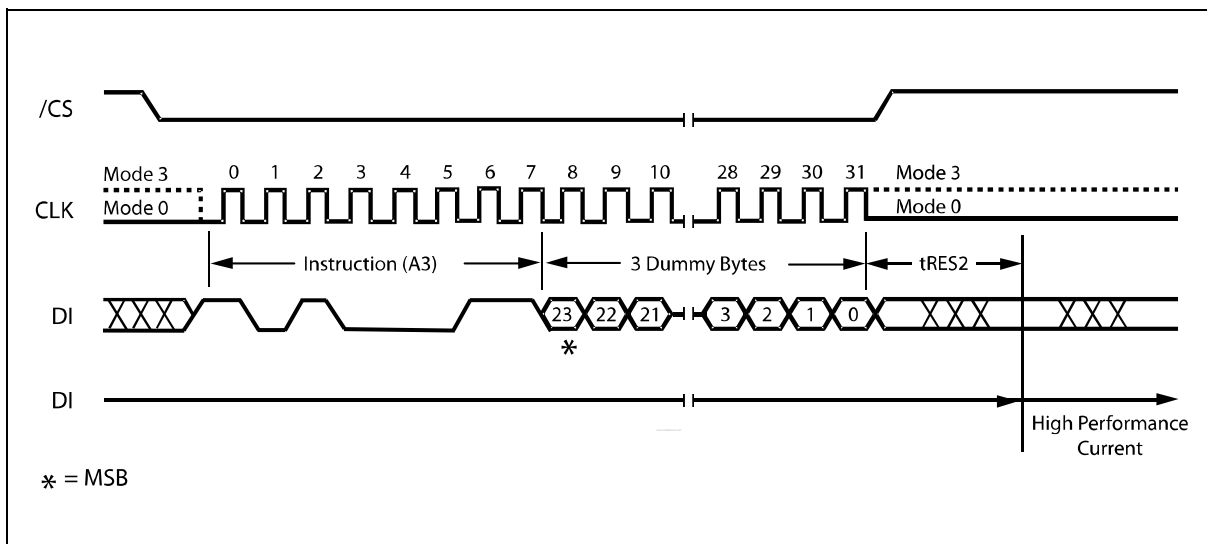 /CS
Mode 3
0 1 2 3 4 5 6 7 8 9 10 28 29 30 31
Mode 3
CLK
Mode 0
Mode 0
Instruction (A3)
3 Dummy Bytes
tRES2
DI
23 22 21 3 2 1 0
*
DI
High Performance
Current
* = MSB